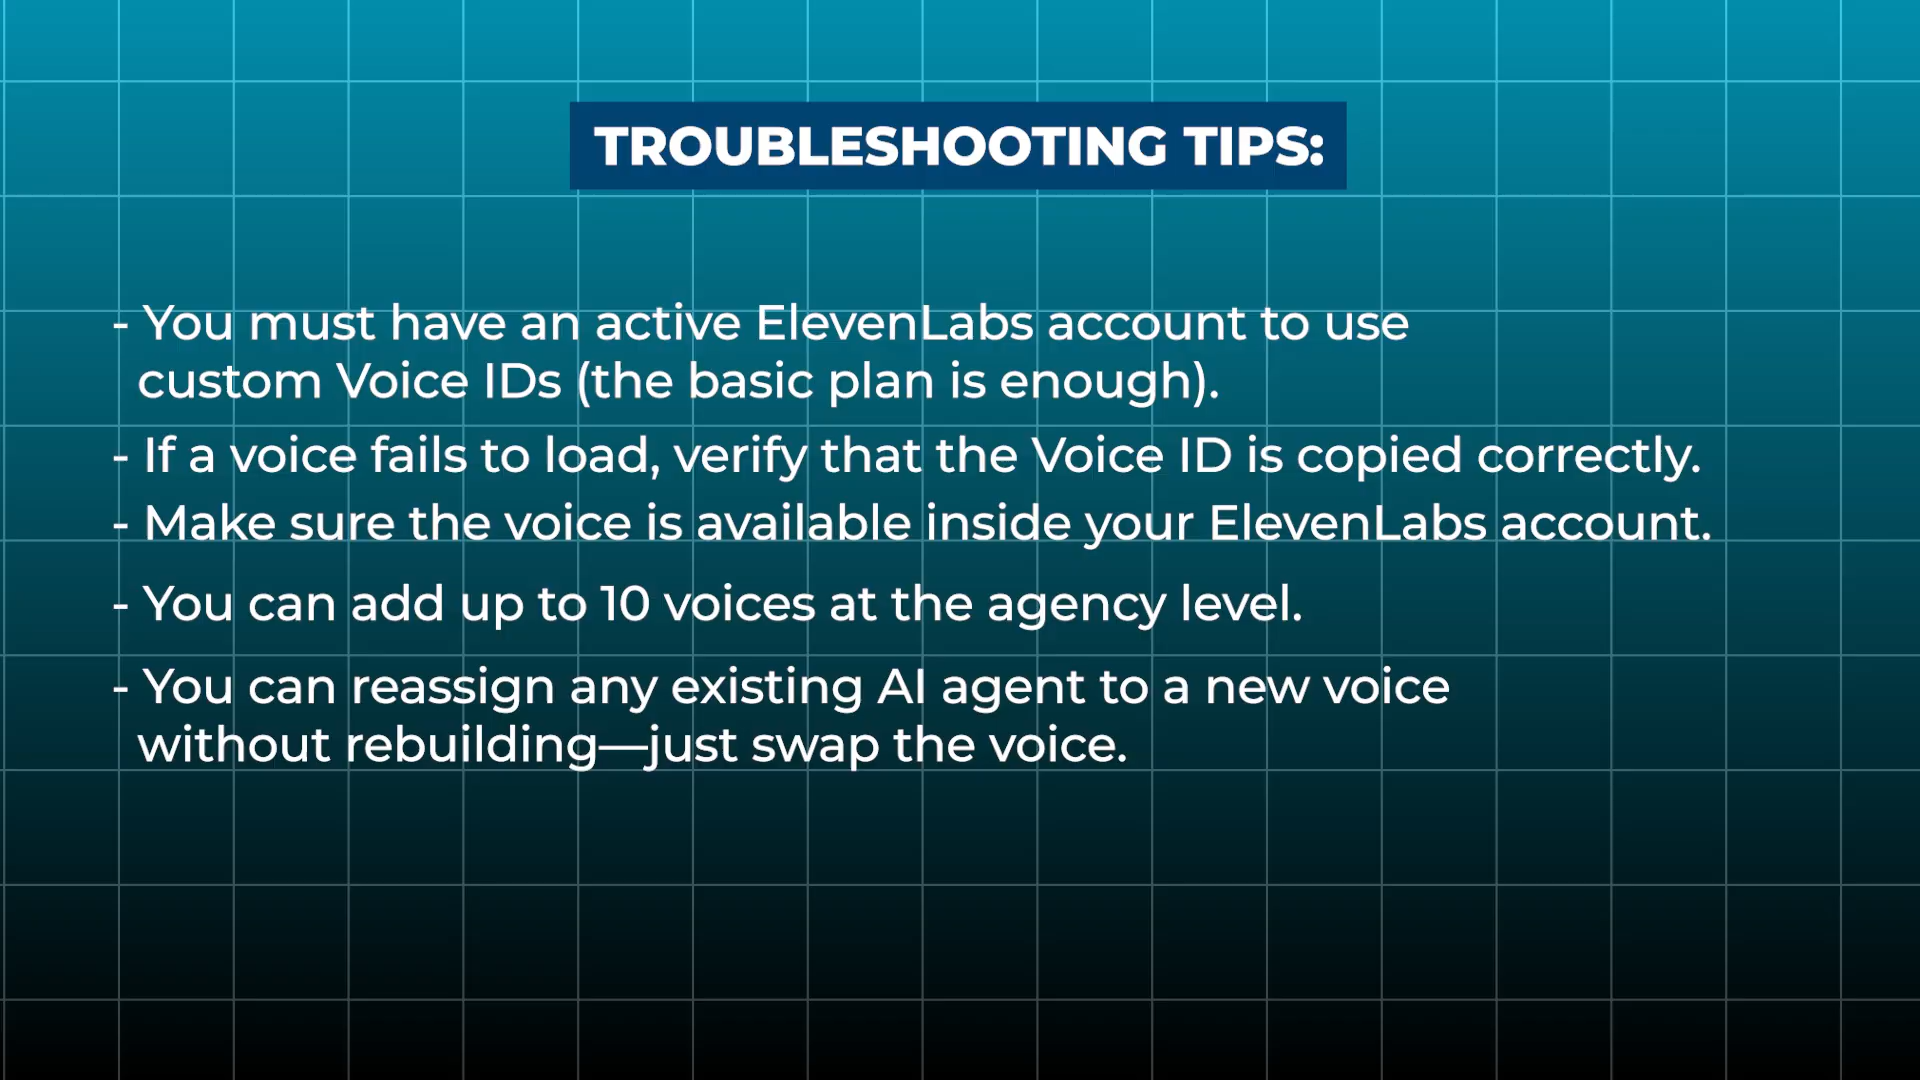 TROUBLESHOOTING TIPS:
- You must have an active ElevenLabs account to use
custom Voice IDs (the basic plan is enough).
- If a voice fails to load, verify that the Voice ID is copied correctly.
- Make sure the voice is available inside your ElevenLabs account.
- You can add up to 10 voices at the agency level.
- You can reassign any existing AI agent to a new voice
without rebuilding—just swap the voice.